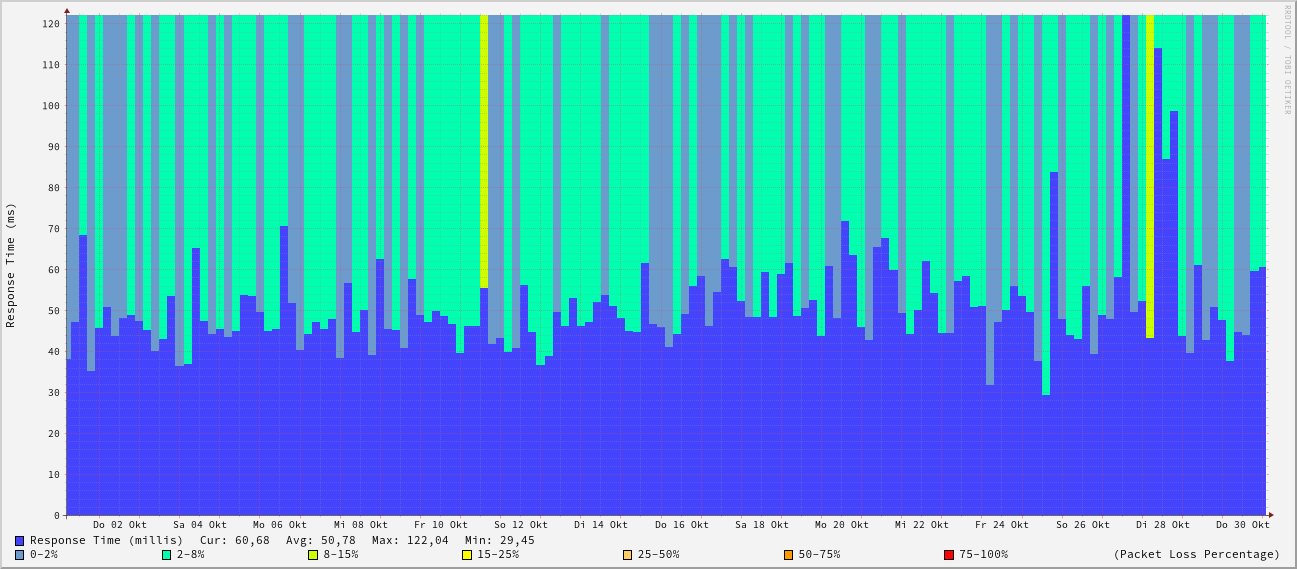 RRDTOOL / TOBI OETIKER
Response Time (ms)
120
110
100
90
80
70
60
50
40
30
20
10
0
Do 02 Okt Sa 04 Okt Mo 06 Okt Mi 08 Okt Fr 10 Okt So 12 Okt Di 14 Okt Do 16 Okt Sa 18 Okt Mo 20 Okt Mi 22 Okt Fr 24 Okt So 26 Okt Di 28 Okt Do 30 Okt
Response Time (millis) Cur: 60,68 Avg: 50,78 Max: 122,04 Min: 29,45
0-2% 2-8% 8-15% 15-25% 25-50% 50-75% 75-100% (Packet Loss Percentage)